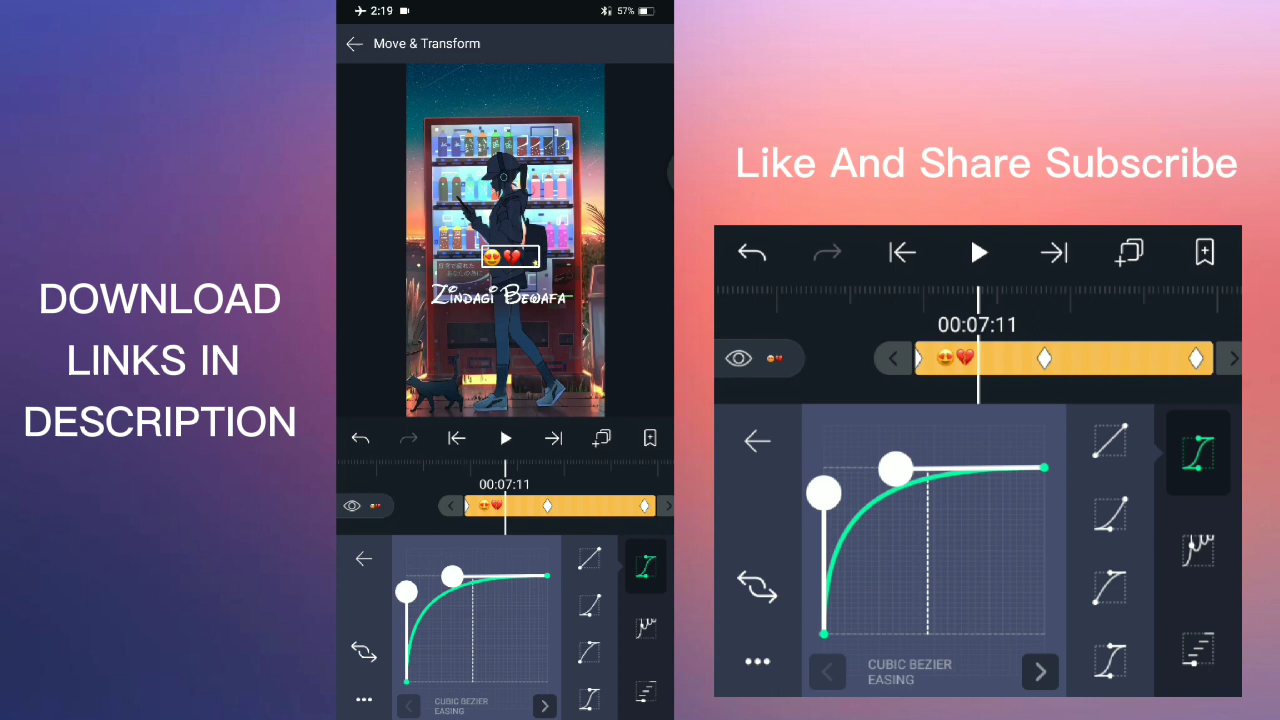 DOWNLOAD
LINKS IN
DESCRIPTION
2:19
57%
Move & Transform
Zindagi Bewafa
00:07:11
CUBIC BEZIER
EASING
Like And Share Subscribe
00:07:11
CUBIC BEZIER
EASING